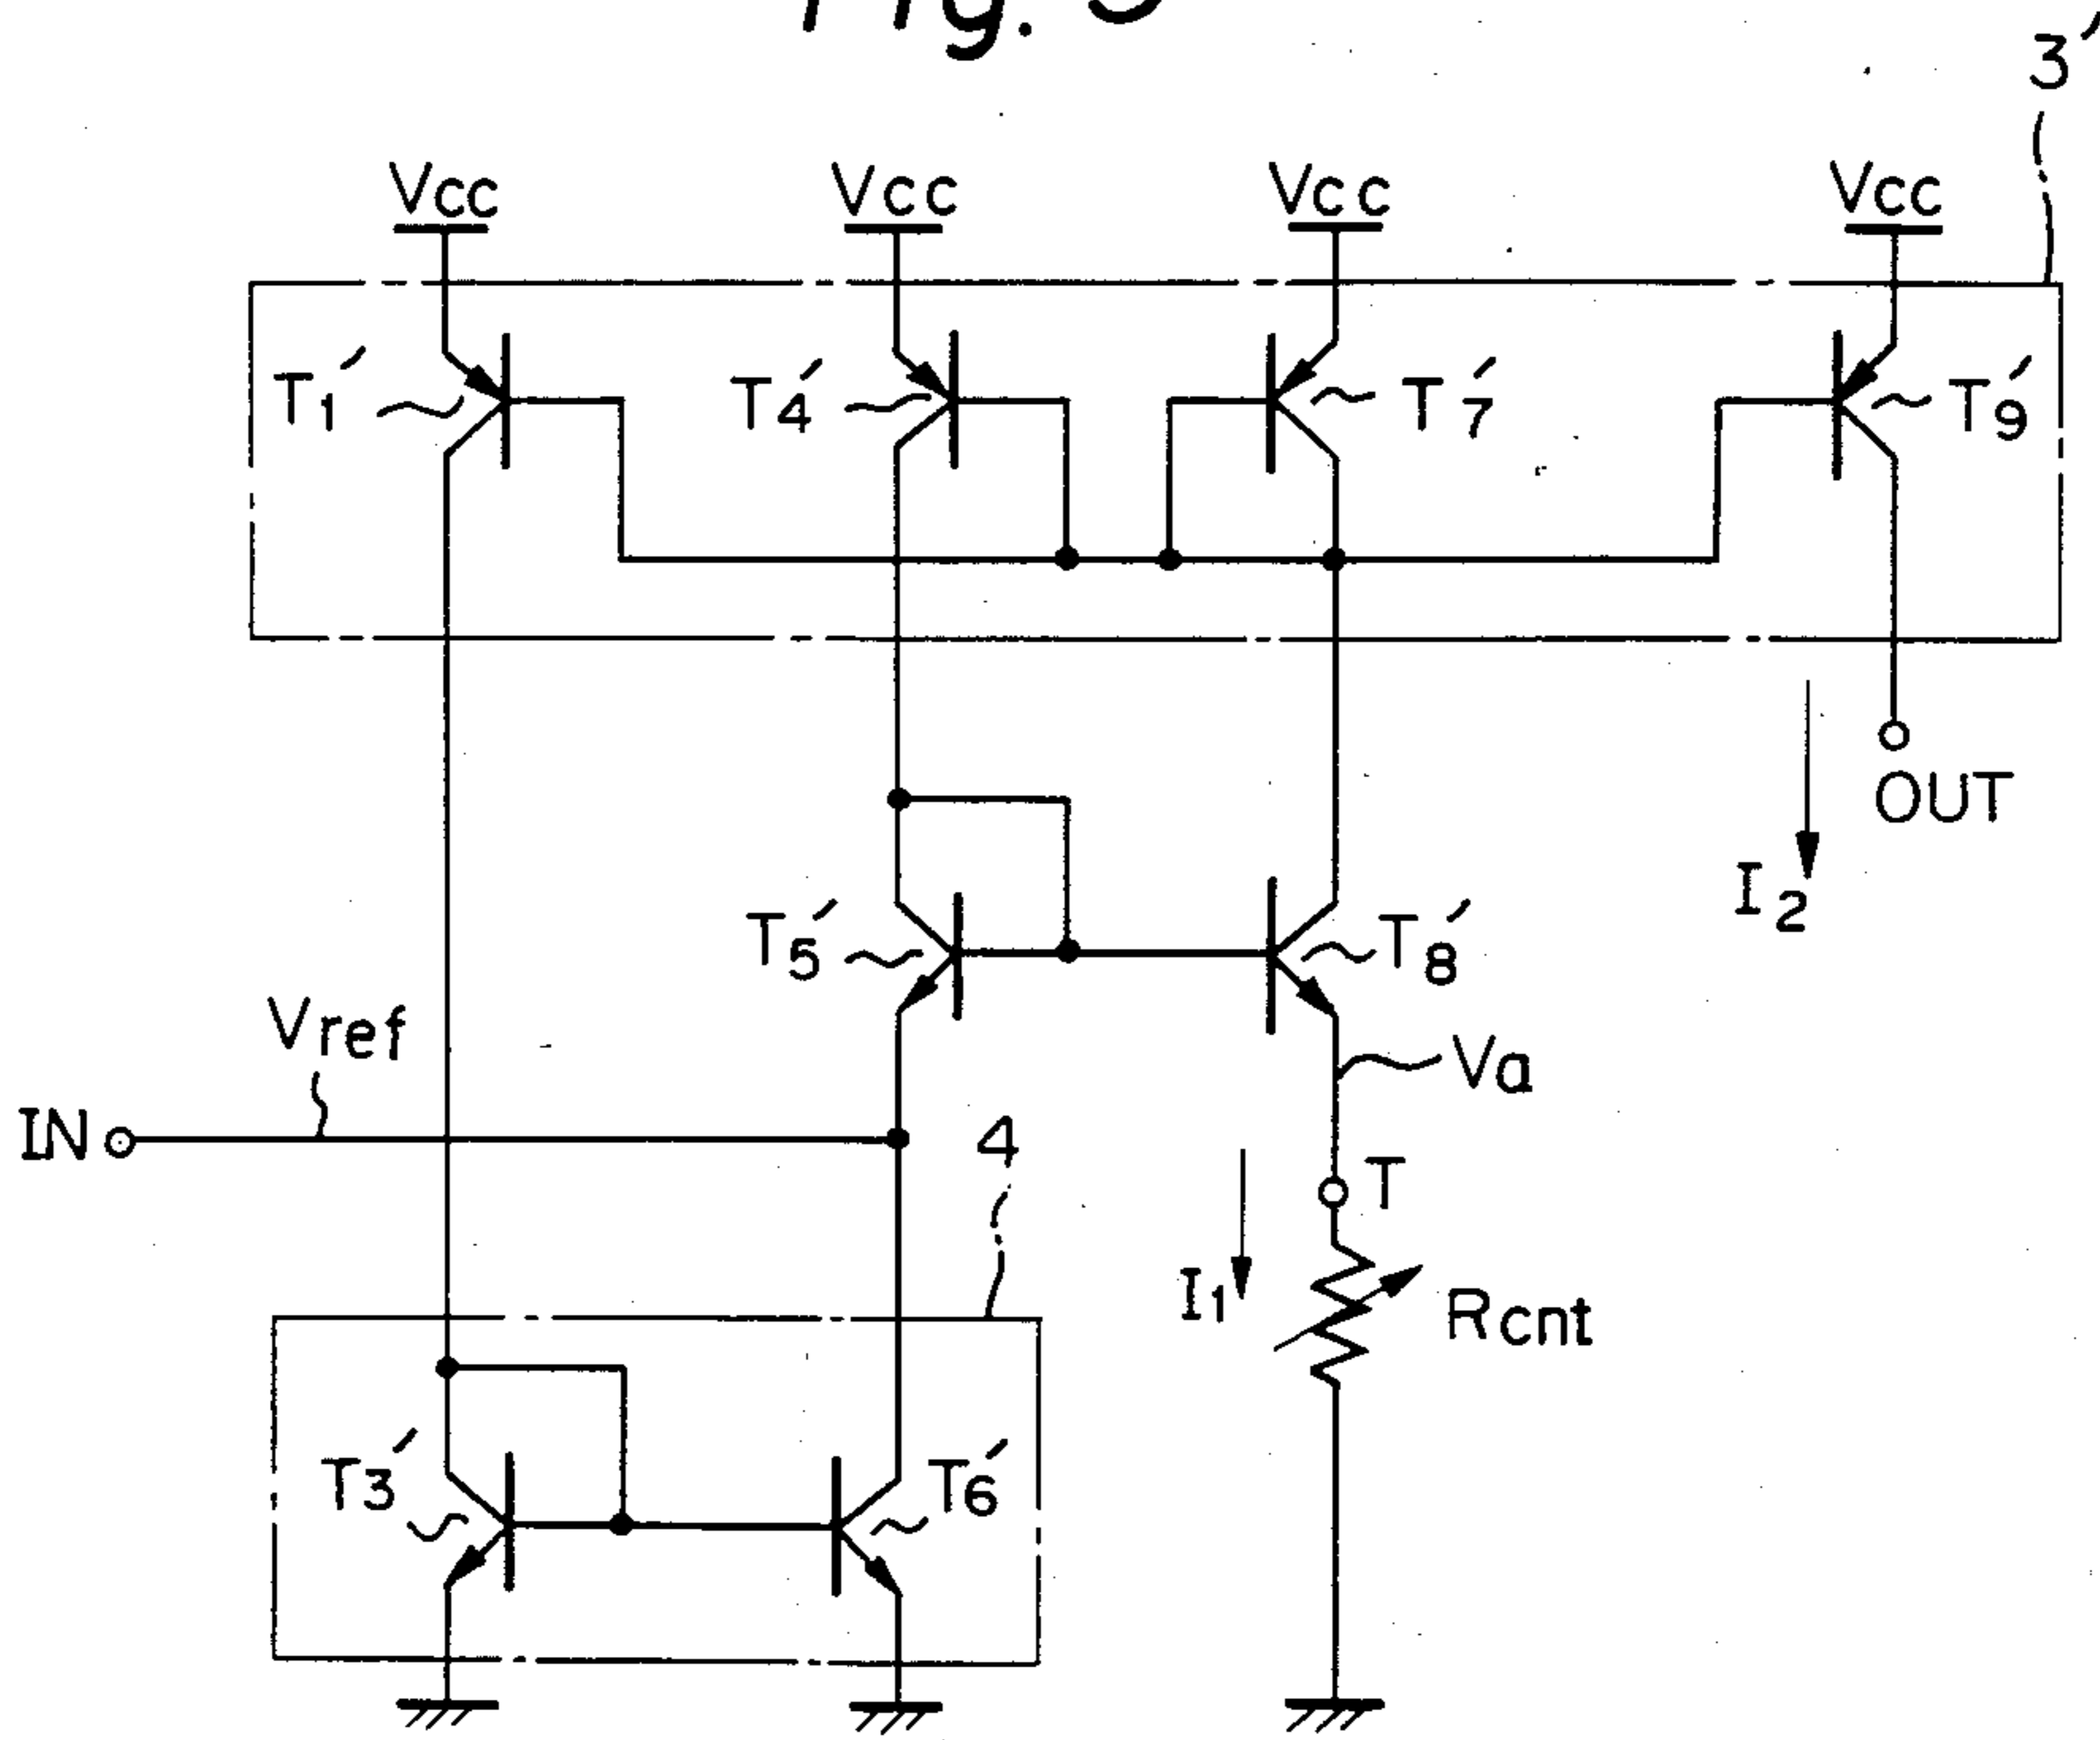 Fig.
3'
Vcc Vcc Vcc Vcc
T1' T4' T7' T9'
OUT
I2
T5' T8'
Vref
Va
IN
4
T
I1
Rcnt
T3' T6'